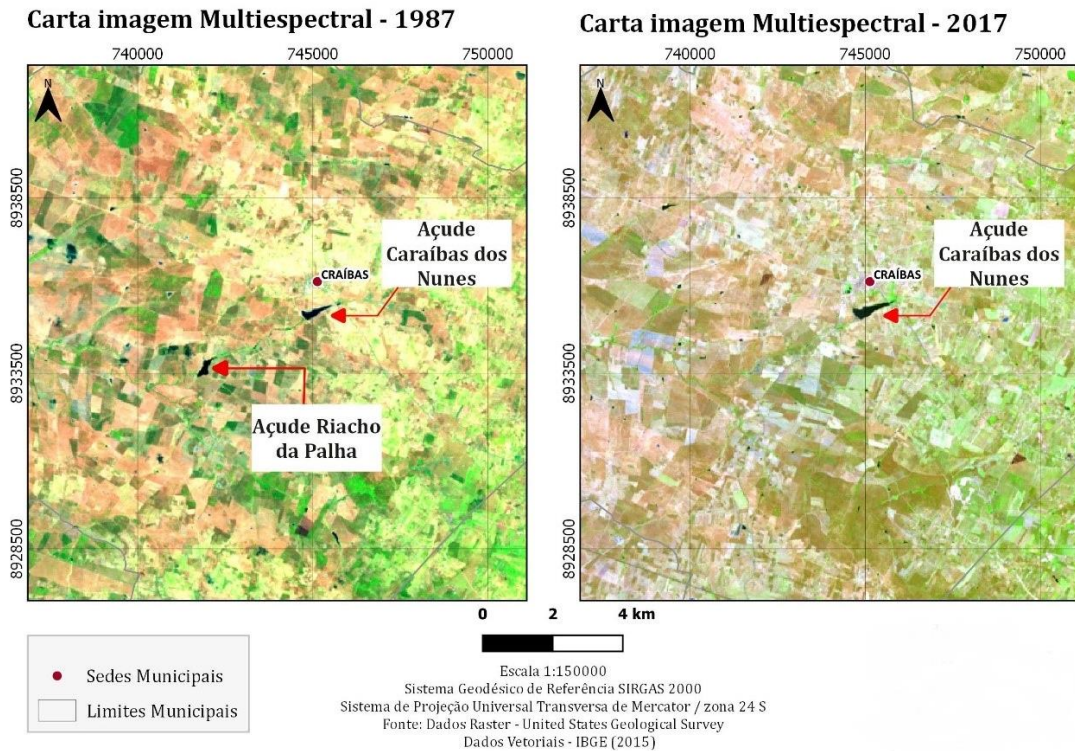 Carta imagem Multiespectral - 1987
740000
745000
750000
N
8938500
8933500
8928500
Açude
Caraíbas dos
Nunes
CRAÍBAS
Açude Riacho
da Palha
Carta imagem Multiespectral - 2017
740000
745000
750000
N
8938500
8933500
8928500
Açude
Caraíbas dos
Nunes
CRAÍBAS
0 2 4 km
Sedes Municipais
Limites Municipais
Escala 1:150000
Sistema Geodésico de Referência SIRGAS 2000
Sistema de Projeção Universal Transversa de Mercator / zona 24 S
Fonte: Dados Raster - United States Geological Survey
Dados Vetoriais - IBGE (2015)